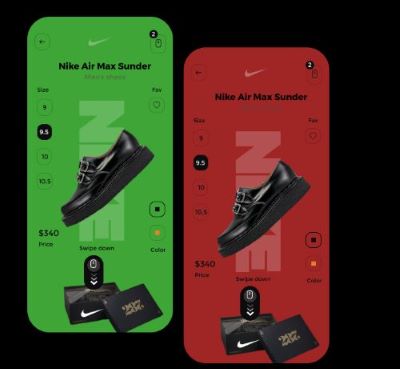 2
Nike Air Max Sunder
Men's shoes
Size
Fav
9
9.5
10
10.5
NIKE
$340
Price
Swipe down
Color
2
Nike Air Max Sunder
Size
Fav
9
9.5
10
10.5
NIKE
$340
Price
Swipe down
Color